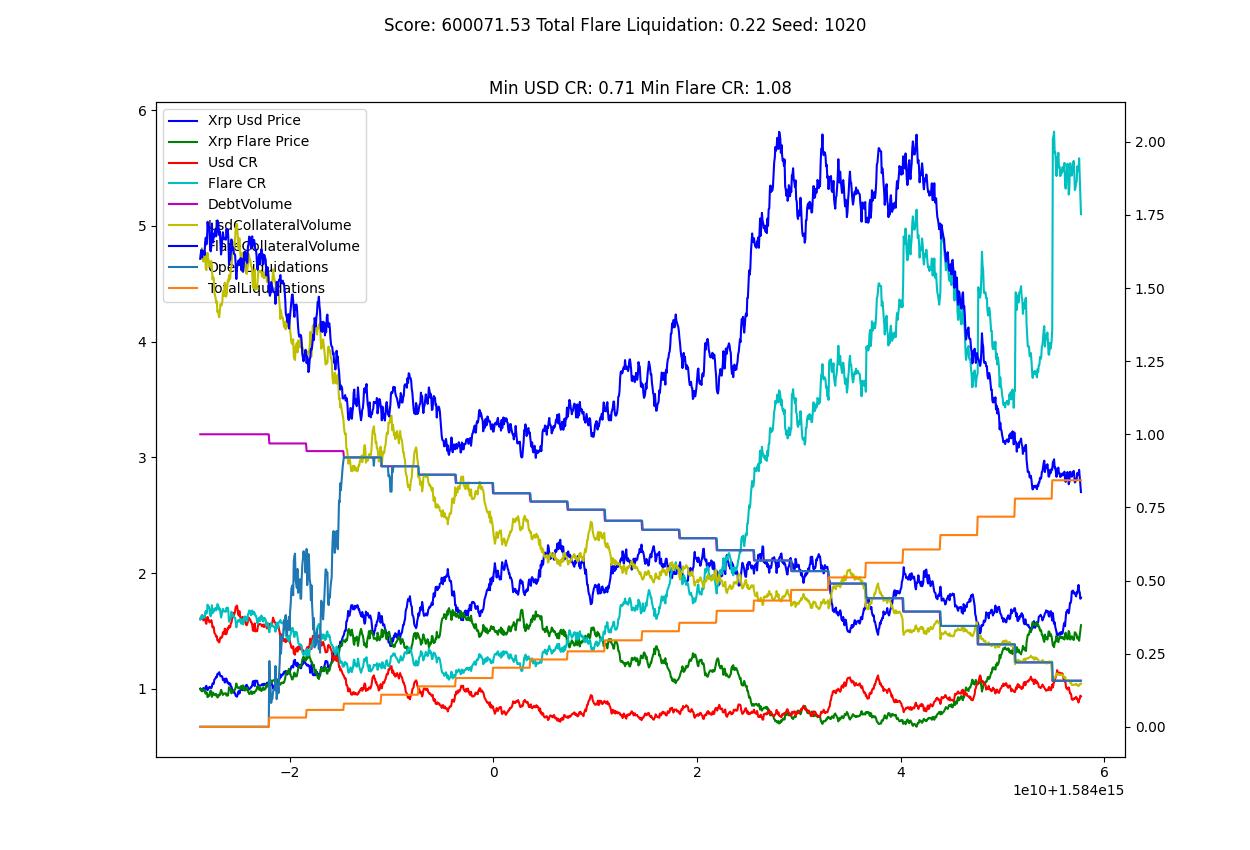 Score: 600071.53 Total Flare Liquidation: 0.22 Seed: 1020
Min USD CR: 0.71 Min Flare CR: 1.08
Xrp Usd Price
Xrp Flare Price
Usd CR
Flare CR
DebtVolume
UsdCollateralVolume
FlareCollateralVolume
OpenLiquidations
TotalLiquidations
6
5
4
3
2
1
2.00
1.75
1.50
1.25
1.00
0.75
0.50
0.25
0.00
−2
0
2
4
6
1e10+1.584e15